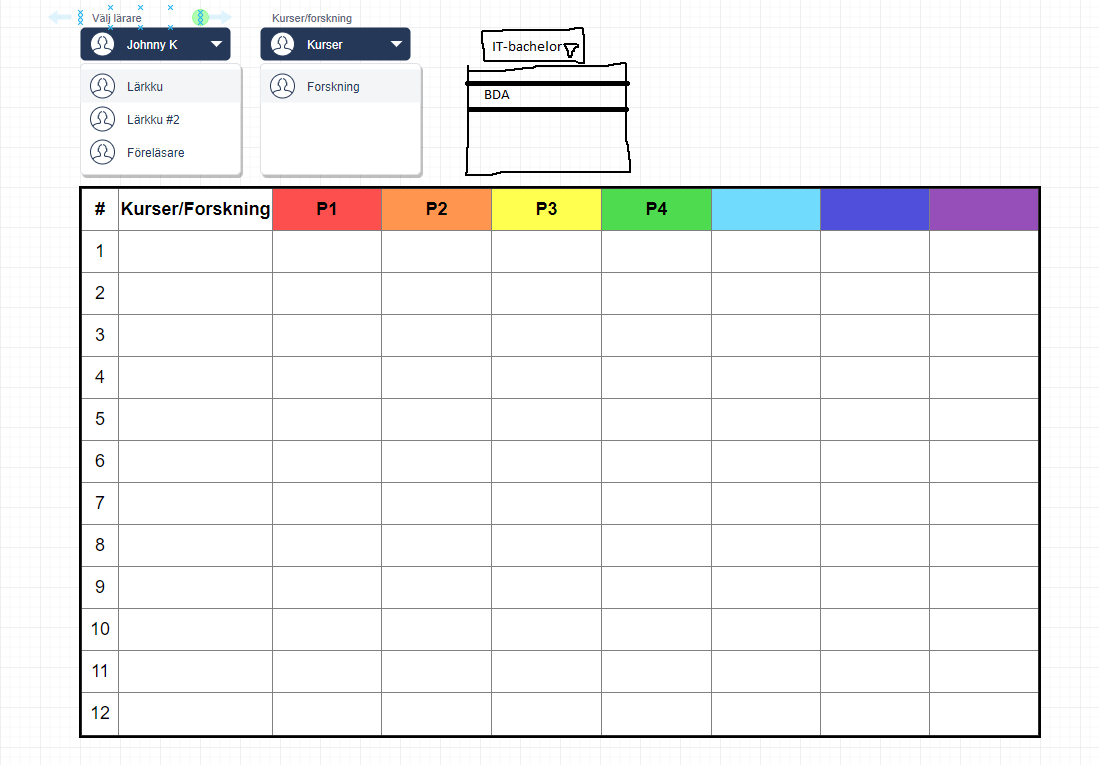 Välj lärare
Kurser/forskning
Johnny K
Kurser
IT-bachelor
Lärkku
Forskning
BDA
Lärkku #2
Föreläsare
# Kurser/Forskning P1 P2 P3 P4
1
2
3
4
5
6
7
8
9
10
11
12